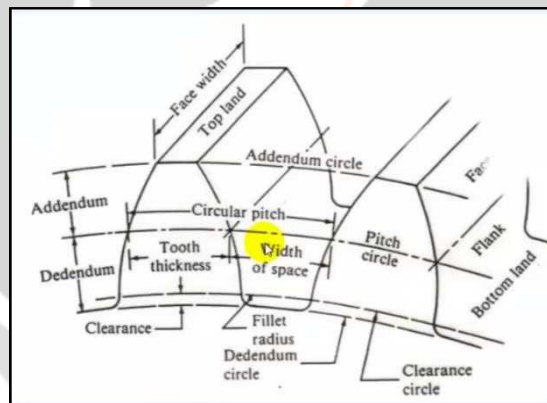 Face width
Top land
Addendum circle
Addendum
Circular pitch
Face
Flank
Dedendum
Tooth
thickness
Width
of space
Pitch
circle
Bottom land
Clearance
Fillet
radius
Dedendum
circle
Clearance
circle